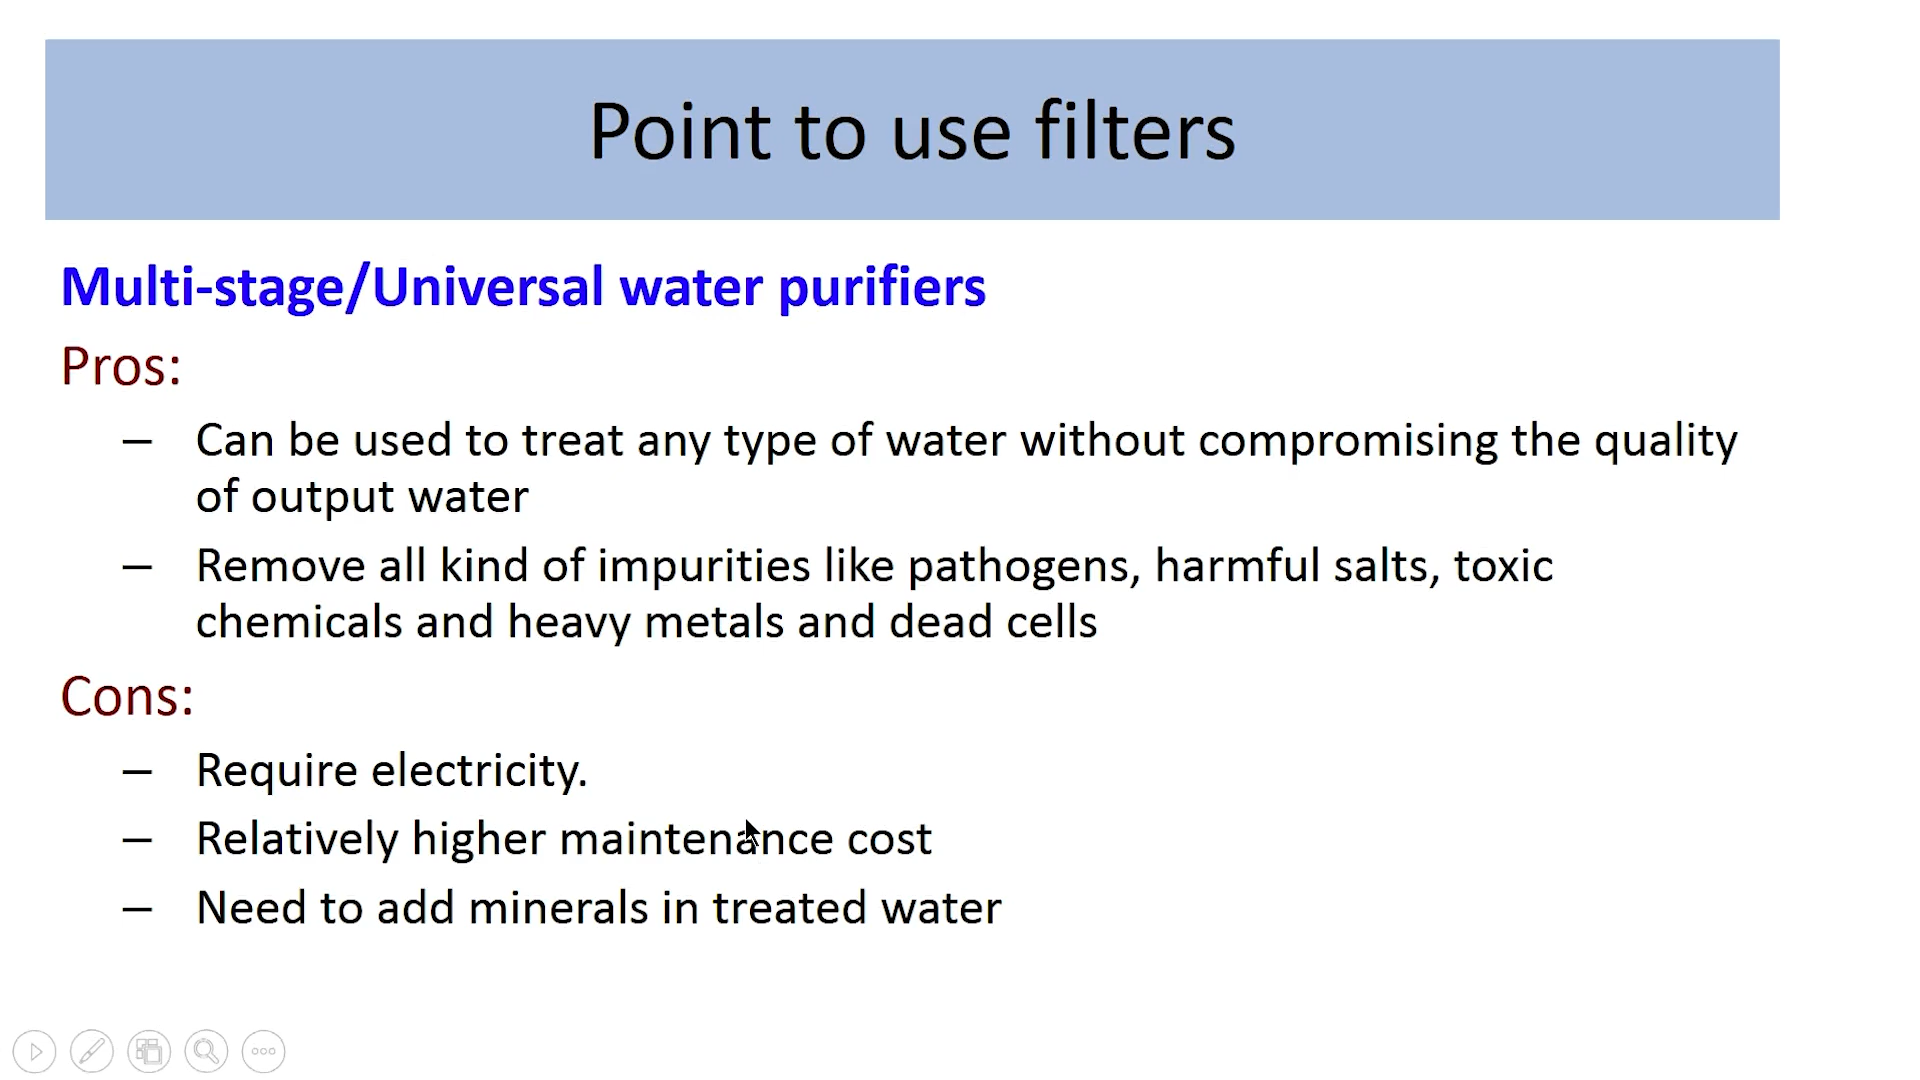 Point to use filters
Multi-stage/Universal water purifiers
Pros:
– Can be used to treat any type of water without compromising the quality
of output water
– Remove all kind of impurities like pathogens, harmful salts, toxic
chemicals and heavy metals and dead cells
Cons:
– Require electricity.
– Relatively higher maintenance cost
– Need to add minerals in treated water